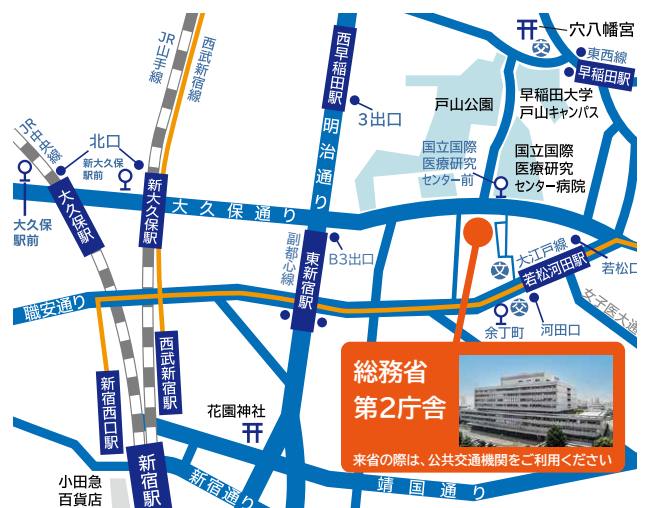 穴八幡宮
東西線
早稲田駅
西早稲田駅
JR
山手線
西武新宿線
3出口
戸山公園
早稲田大学
戸山キャンパス
明治通り
JR
中央線
北口
新大久保
駅前
国立国際
医療研究
センター前
国立国際
医療研究
センター病院
大久保駅
新大久保駅
大久保通り
大久保
駅前
副都心線
東新宿駅
B3出口
大江戸線
若松河田駅
若松口
文
交
交
職安通り
女子医大通
余丁町
河田口
西武新宿駅
新宿西口駅
花園神社
総務省
第2庁舎
来省の際は、公共交通機関をご利用ください
新宿駅
小田急
百貨店
新宿通り
靖国通り